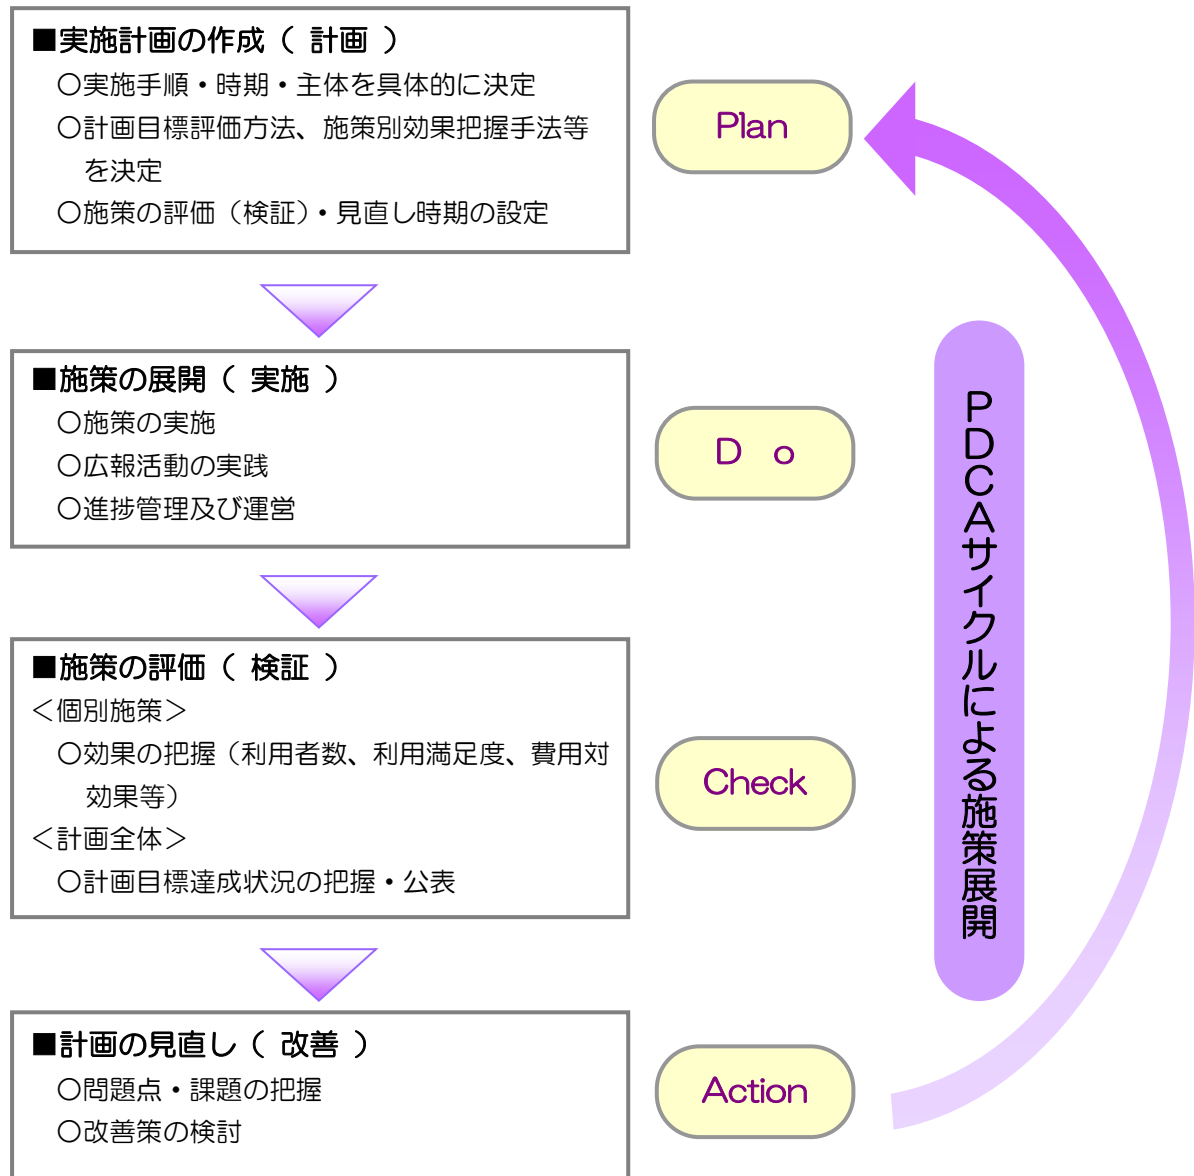 ■実施計画の作成（ 計画 ）
○実施手順・時期・主体を具体的に決定
○計画目標評価方法、施策別効果把握手法等
を決定
○施策の評価（検証）・見直し時期の設定
Plan
■施策の展開（ 実施 ）
○施策の実施
○広報活動の実践
○進捗管理及び運営
Ｄ ｏ
■施策の評価（ 検証 ）
＜個別施策＞
○効果の把握（利用者数、利用満足度、費用対
効果等）
＜計画全体＞
○計画目標達成状況の把握・公表
Check
■計画の見直し（ 改善 ）
○問題点・課題の把握
○改善策の検討
Action
ＰＤＣＡサイクルによる施策展開